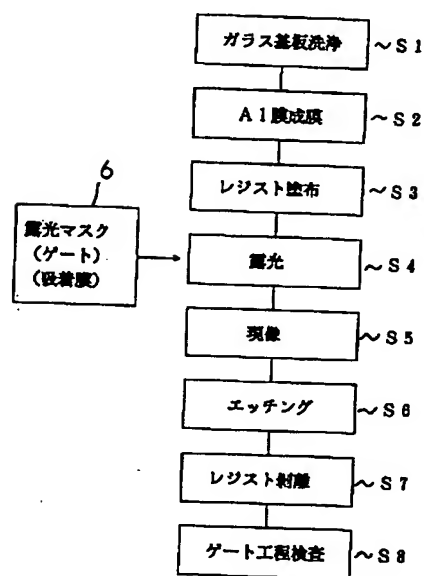 ガラス基板洗浄 ~S1
Al膜成膜 ~S2
レジスト塗布 ~S3
6
露光マスク
(ゲート)
(吸着膜)
露光 ~S4
現像 ~S5
エッチング ~S6
レジスト剥離 ~S7
ゲート工程検査 ~S8